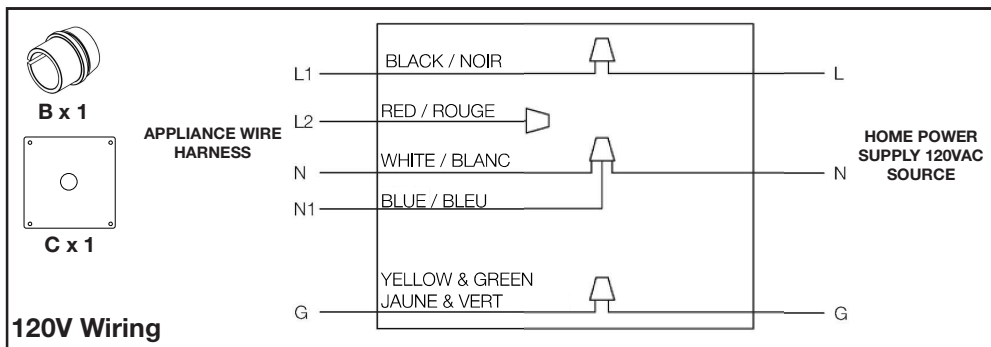 B x 1
C x 1
APPLIANCE WIRE
HARNESS
L1
BLACK / NOIR
L
L2
RED / ROUGE
N
WHITE / BLANC
N
N1
BLUE / BLEU
HOME POWER
SUPPLY 120VAC
SOURCE
YELLOW & GREEN
JAUNE & VERT
G
G
120V Wiring